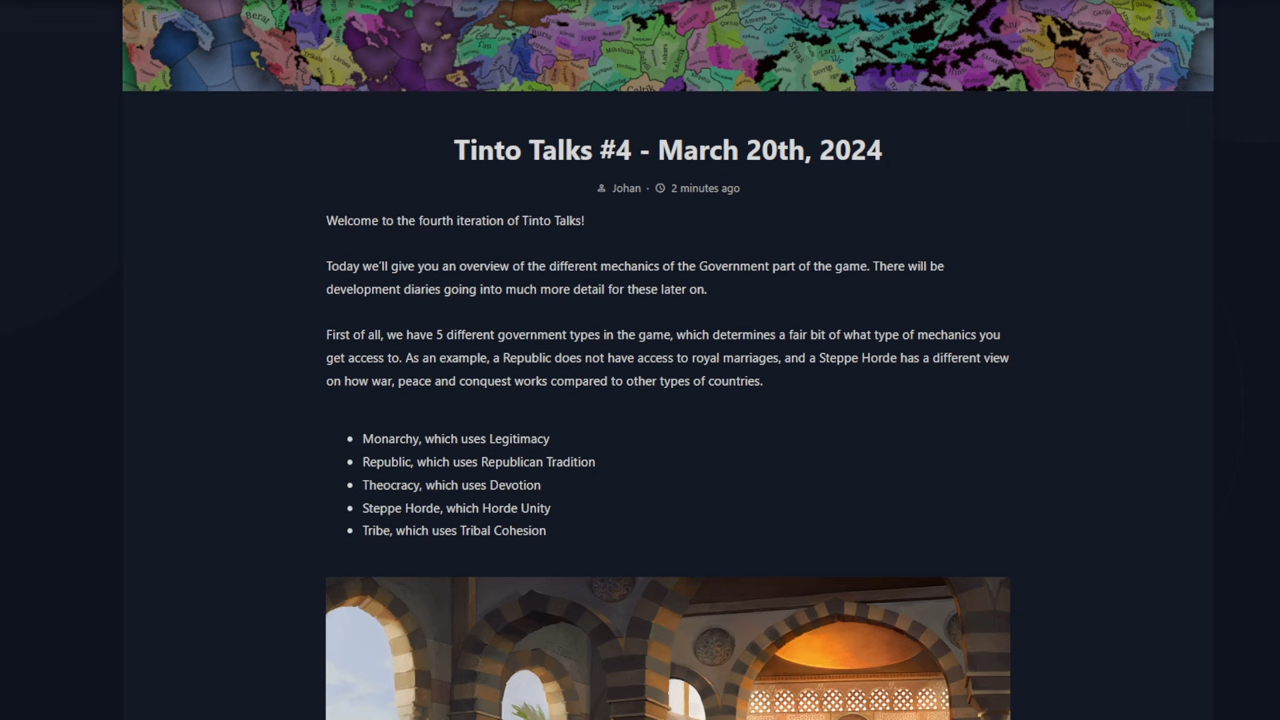 Berat
Tinto Talks #4 - March 20th, 2024
Johan · 2 minutes ago
Welcome to the fourth iteration of Tinto Talks!
Today we'll give you an overview of the different mechanics of the Government part of the game. There will be
development diaries going into much more detail for these later on.
First of all, we have 5 different government types in the game, which determines a fair bit of what type of mechanics you
get access to. As an example, a Republic does not have access to royal marriages, and a Steppe Horde has a different view
on how war, peace and conquest works compared to other types of countries.
• Monarchy, which uses Legitimacy
• Republic, which uses Republican Tradition
• Theocracy, which uses Devotion
• Steppe Horde, which Horde Unity
• Tribe, which uses Tribal Cohesion